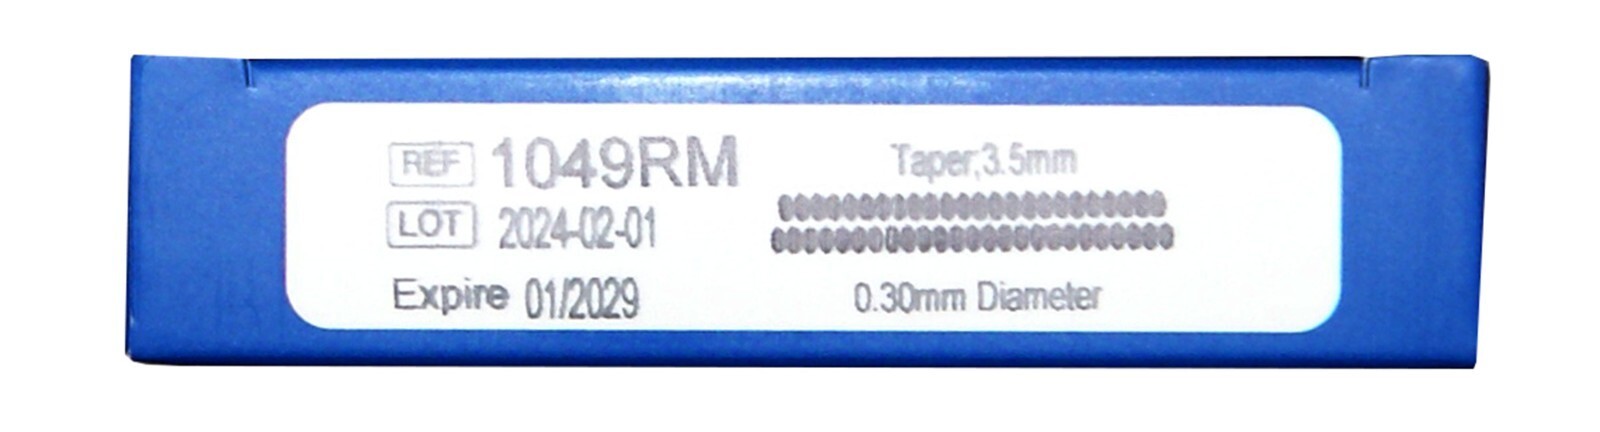 REF 1049RM
LOT 2024-02-01
Expire 01/2029
Taper;3.5mm
0.30mm Diameter